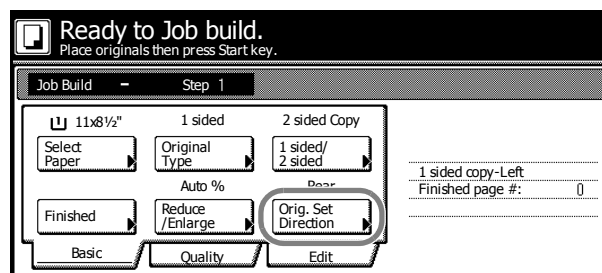 Ready to Job build.
Place originals then press Start key.
Job Build – Step 1
11x8½" 1 sided 2 sided Copy
Select Paper
Original Type
1 sided/ 2 sided
Auto % Rear
Finished
Reduce /Enlarge
Orig. Set Direction
Basic Quality Edit
1 sided copy-Left
Finished page #: 0